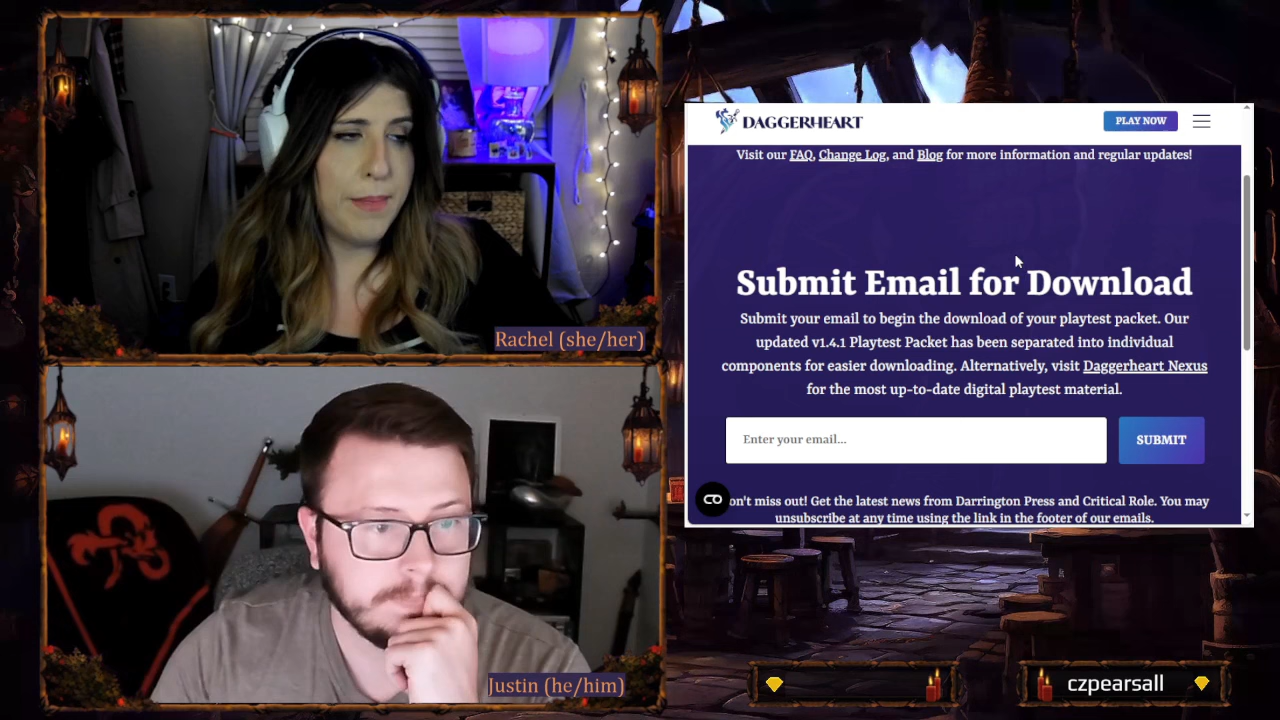 Rachel (she/her)
Justin (he/him)
DAGGERHEART
PLAY NOW
Visit our FAQ, Change Log, and Blog for more information and regular updates!
Submit Email for Download
Submit your email to begin the download of your playtest packet. Our
updated v1.4.1 Playtest Packet has been separated into individual
components for easier downloading. Alternatively, visit Daggerheart Nexus
for the most up-to-date digital playtest material.
Enter your email...
SUBMIT
on't miss out! Get the latest news from Darrington Press and Critical Role. You may
unsubscribe at any time using the link in the footer of our emails.
czpearsall